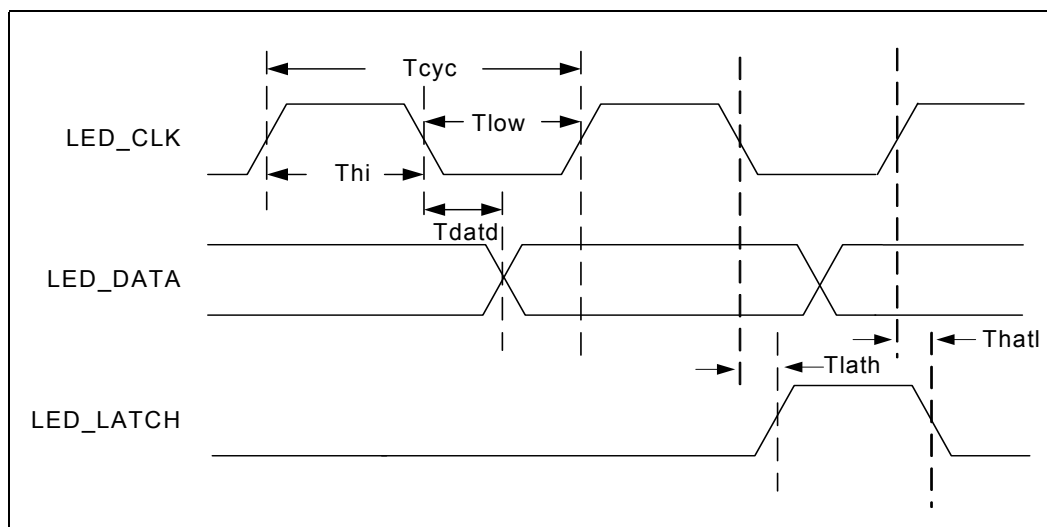 Tcyc
LED_CLK
Tlow
Thi
Tdatd
LED_DATA
Thatl
Tlath
LED_LATCH